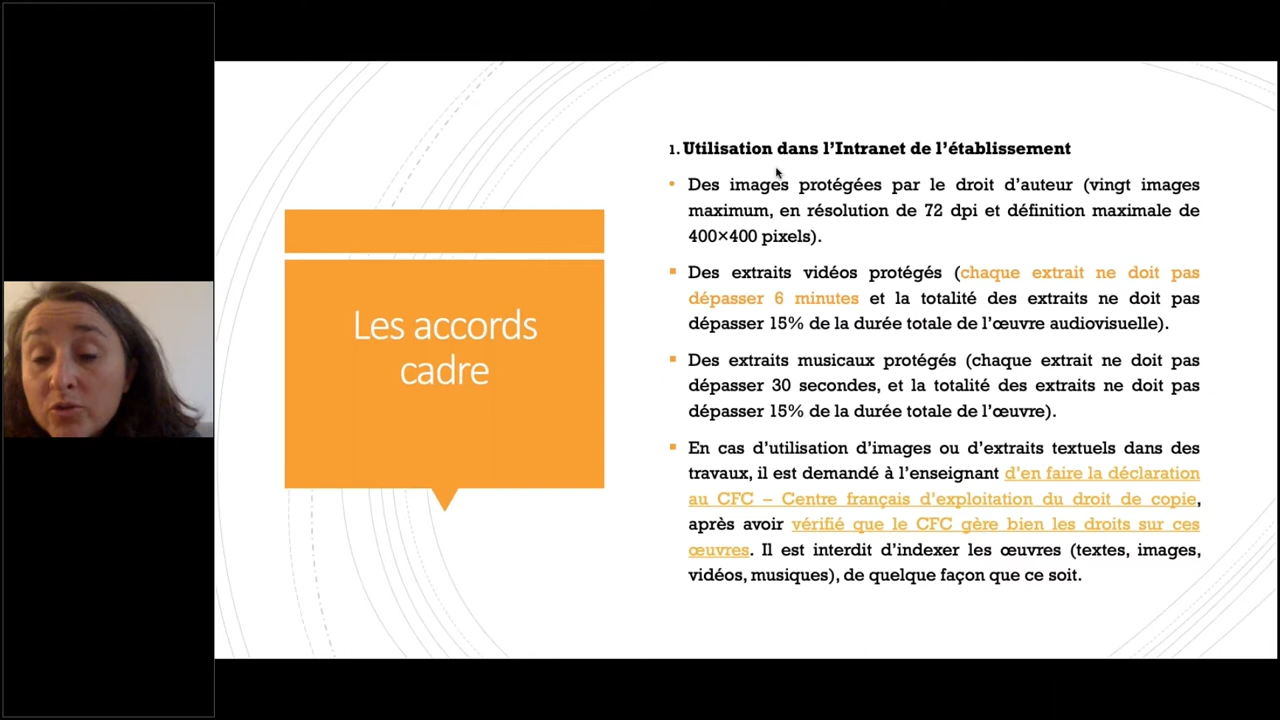 Les accords
cadre
1. Utilisation dans l’Intranet de l’établissement
• Des images protégées par le droit d’auteur (vingt images
maximum, en résolution de 72 dpi et définition maximale de
400×400 pixels).
▪ Des extraits vidéos protégés (chaque extrait ne doit pas
dépasser 6 minutes et la totalité des extraits ne doit pas
dépasser 15% de la durée totale de l’œuvre audiovisuelle).
▪ Des extraits musicaux protégés (chaque extrait ne doit pas
dépasser 30 secondes, et la totalité des extraits ne doit pas
dépasser 15% de la durée totale de l’œuvre).
▪ En cas d’utilisation d’images ou d’extraits textuels dans des
travaux, il est demandé à l’enseignant d’en faire la déclaration
au CFC – Centre français d’exploitation du droit de copie,
après avoir vérifié que le CFC gère bien les droits sur ces
œuvres. Il est interdit d’indexer les œuvres (textes, images,
vidéos, musiques), de quelque façon que ce soit.